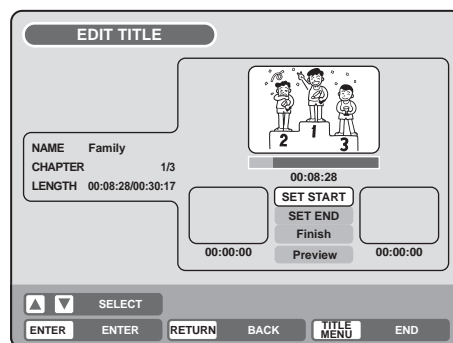 EDIT TITLE
2 1 3
NAME Family
CHAPTER 1/3
LENGTH 00:08:28/00:30:17
00:08:28
SET START
SET END
Finish
00:00:00 Preview 00:00:00
SELECT
ENTER ENTER RETURN BACK TITLE MENU END